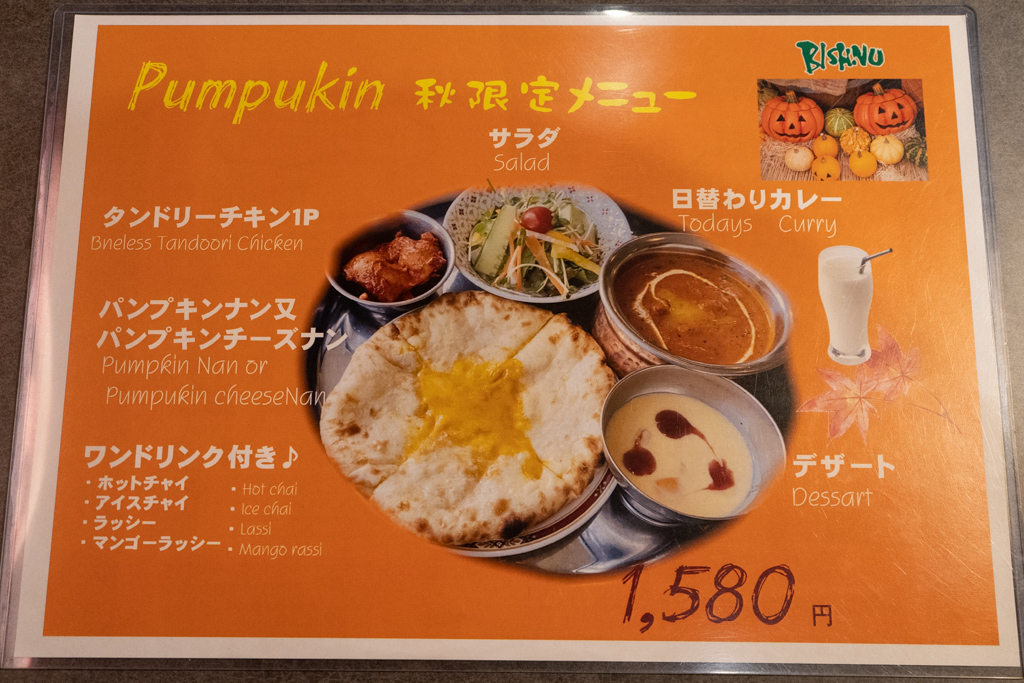 BISHNU
Pumpukin 秋限定メニュー
サラダ
Salad
タンドリーチキン1P
Bneless Tandoori Chicken
日替わりカレー
Todays Curry
パンプキンナン又
パンプキンチーズナン
Pumpkin Nan or
Pumpukin cheeseNan
ワンドリンク付き♪
・ホットチャイ
・アイスチャイ
・ラッシー
・マンゴーラッシー
・Hot chai
・Ice chai
・Lassi
・Mango rassi
デザート
Dessart
1,580円